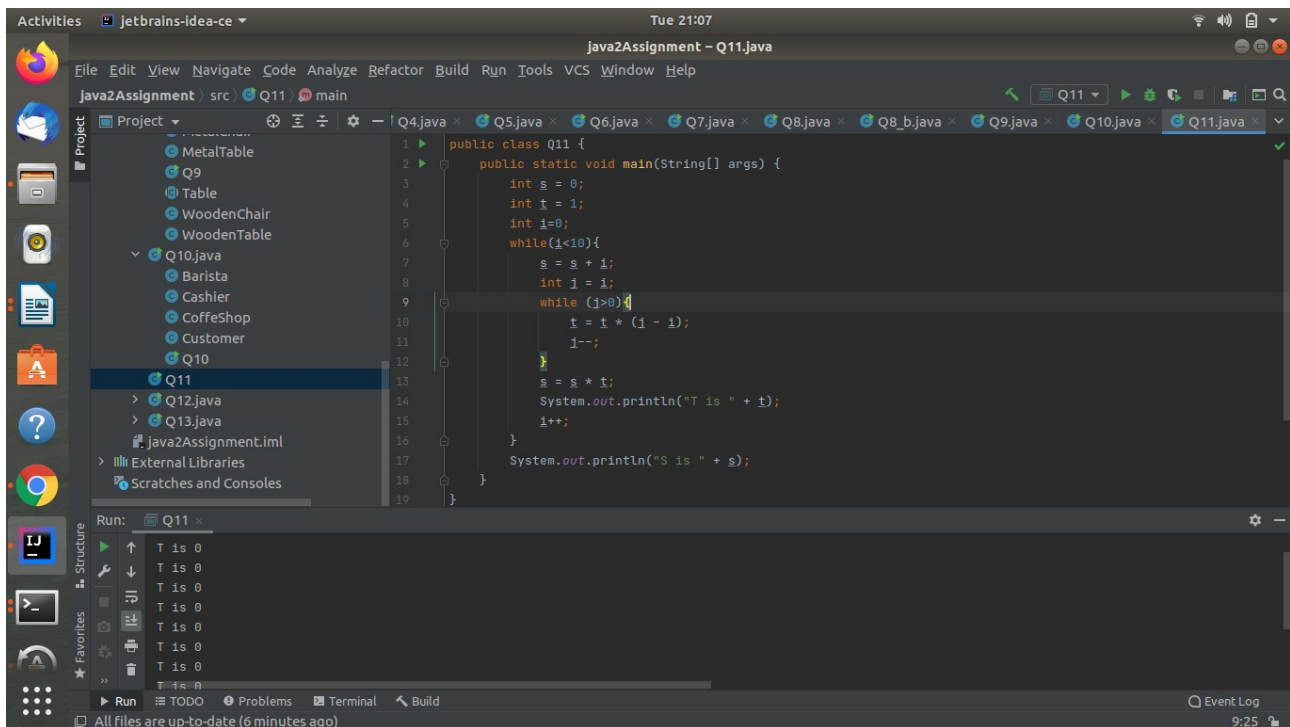 Activities jetbrains-idea-ce Tue 21:07
java2Assignment – Q11.java
File Edit View Navigate Code Analyze Refactor Build Run Tools VCS Window Help
java2Assignment src Q11 main Q11
Project Q4.java Q5.java Q6.java Q7.java Q8.java Q8_b.java Q9.java Q10.java Q11.java
Project
MetalTable
Q9
Table
WoodenChair
WoodenTable
Q10.java
Barista
Cashier
CoffeShop
Customer
Q10
Q11
Q12.java
Q13.java
java2Assignment.iml
External Libraries
Scratches and Consoles
1 public class Q11 {
2 public static void main(String[] args) {
3 int s = 0;
4 int t = 1;
5 int i=0;
6 while(i<10){
7 s = s + i;
8 int j = i;
9 while (j>0){
10 t = t * (j - i);
11 j--;
12 }
13 s = s * t;
14 System.out.println("T is " + t);
15 i++;
16 }
17 System.out.println("S is " + s);
18 }
19 }
Run: Q11
Structure
Favorites
T is 0
T is 0
T is 0
T is 0
T is 0
T is 0
T is 0
T is 0
Run TODO Problems Terminal Build Event Log
All files are up-to-date (6 minutes ago) 9:25